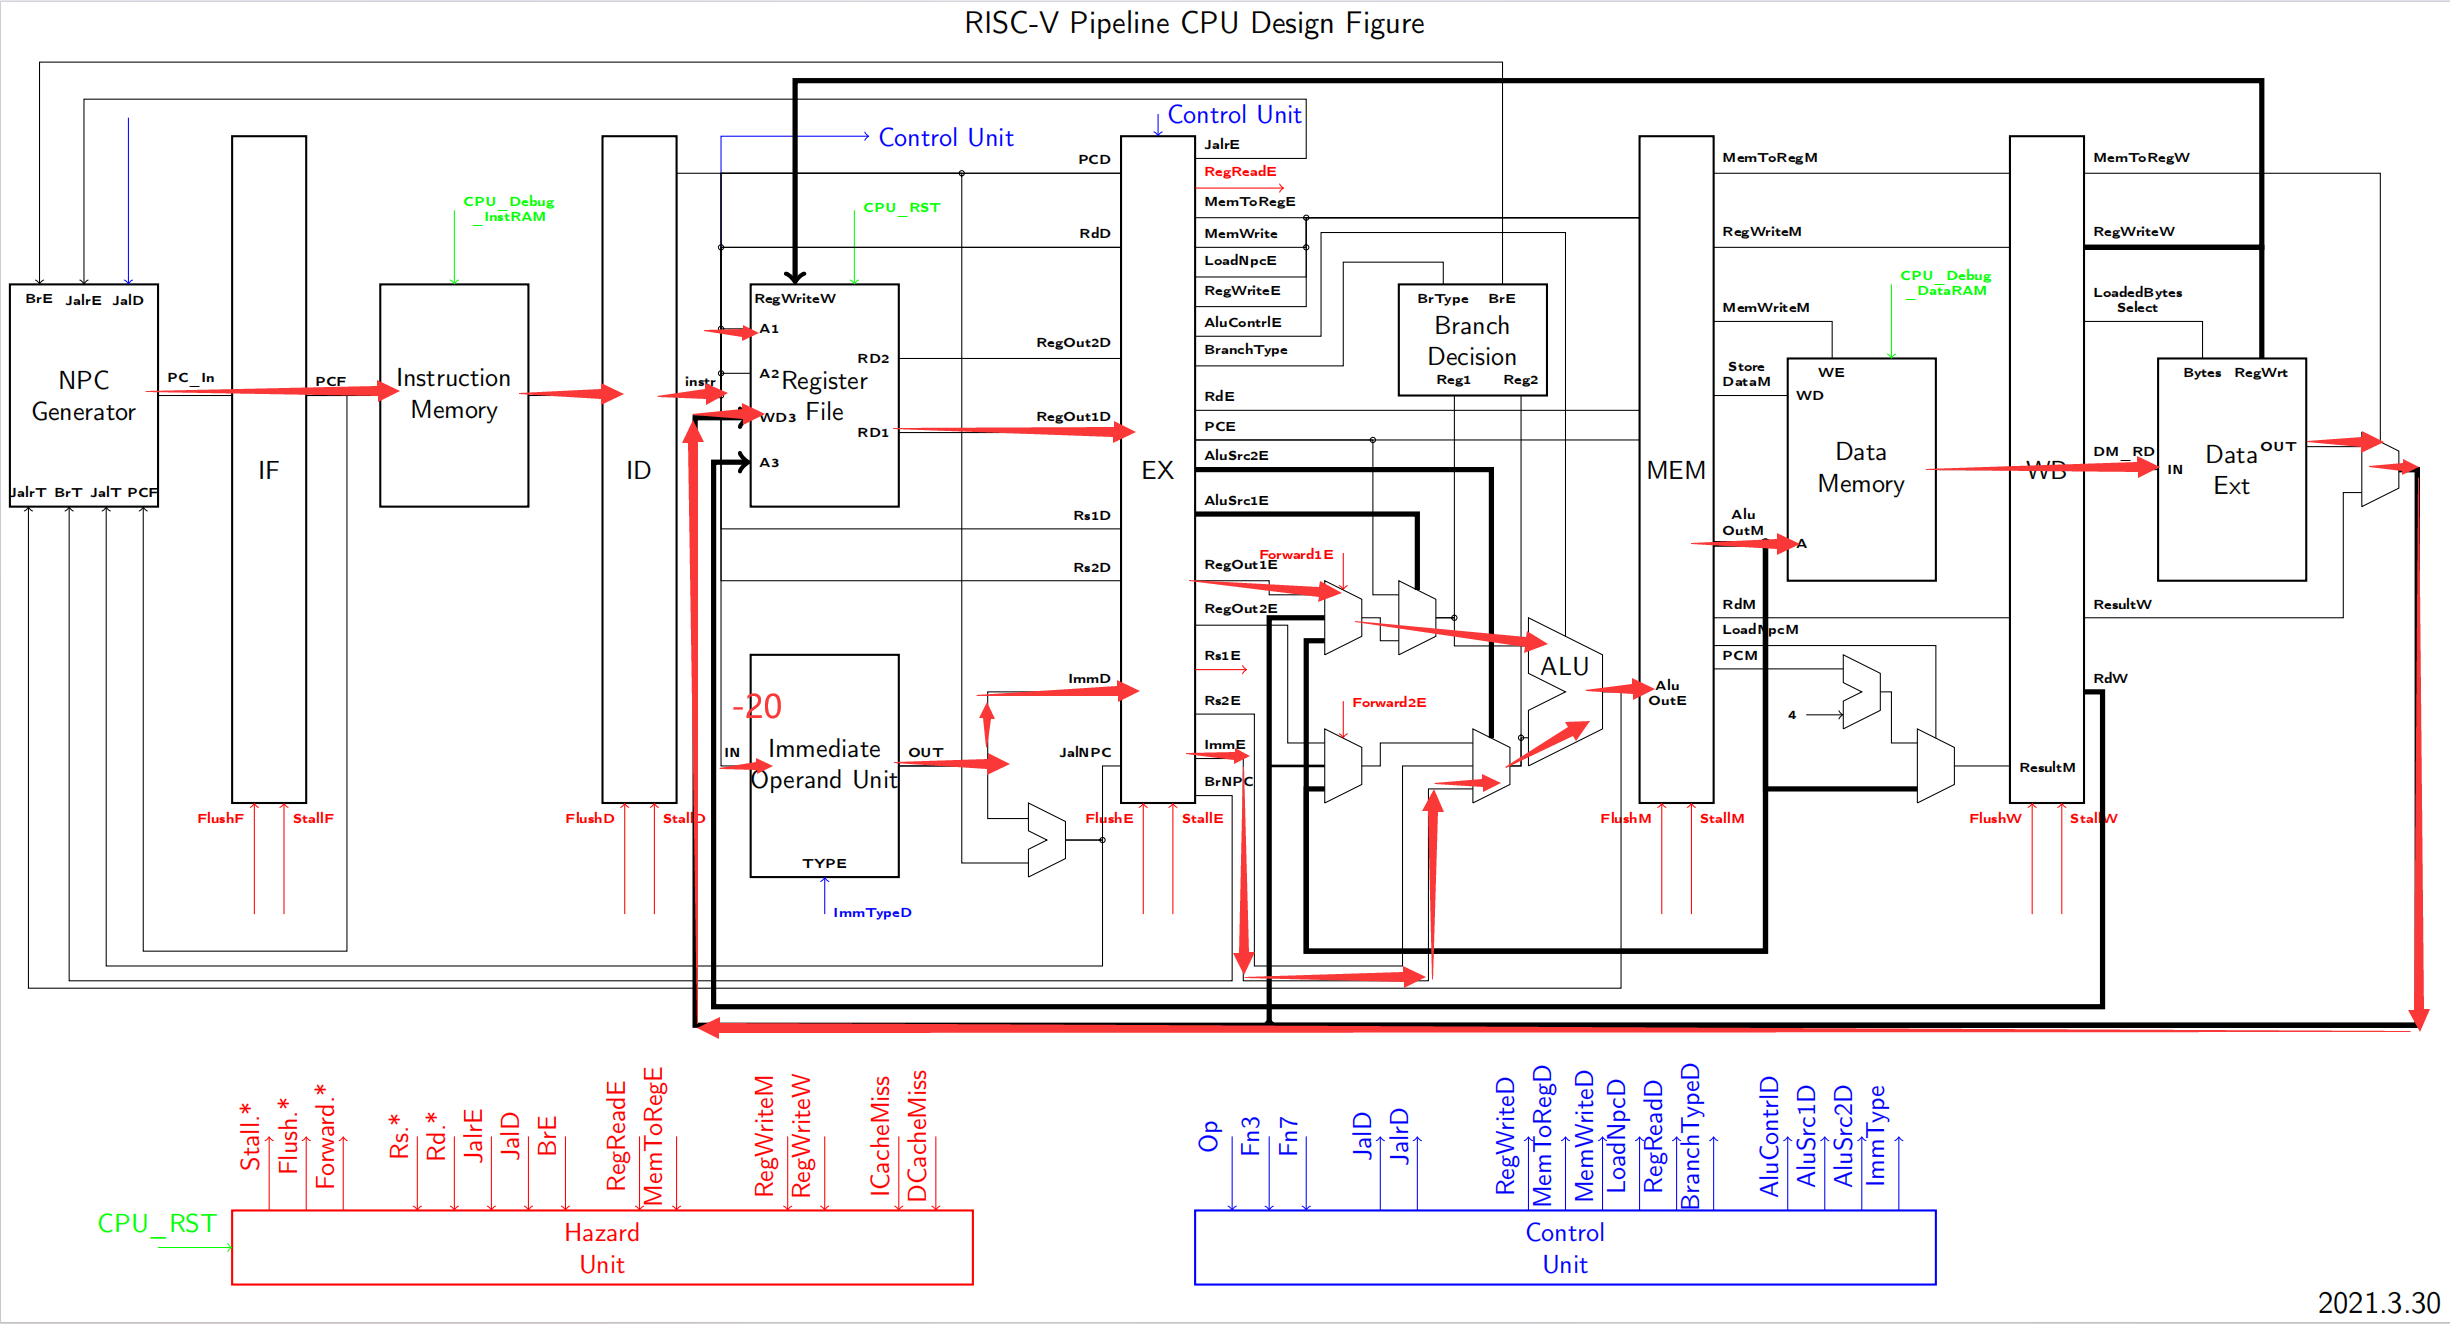 RISC-V Pipeline CPU Design Figure
Control Unit
Control Unit
JalrE
PCD
MemToRegM
MemToRegW
RegReadE
CPU_Debug
_InstRAM
CPU_RST
MemToRegE
RdD
MemWrite
RegWriteM
RegWriteW
LoadNpcE
CPU_Debug
_DataRAM
RegWriteE
LoadedBytes
Select
BrE JalrE JalD
RegWriteW
BrType BrE
MemWriteM
AluContrlE
A1
Branch
Decision
RegOut2D
BranchType
RD2
Store
DataM
WE
Bytes RegWrt
PC_In
PCF
NPC
Generator
Instruction
Memory
instr
A2
Register
File
Reg1 Reg2
RdE
WD
WD3
RegOut1D
PCE
RD1
OUT
AluSrc2E
Data
Memory
DM_RD
IN
Data
Ext
A3
IF
ID
EX
MEM
WB
JalrT BrT JalT PCF
AluSrc1E
Rs1D
Alu
OutM
A
Forward1E
RegOut1E
Rs2D
RegOut2E
RdM
ResultW
LoadNpcM
Rs1E
PCM
ALU
ImmD
RdW
Alu
OutE
-20
Rs2E
Forward2E
4
IN
Immediate
Operand Unit
OUT
JalNPC
ImmE
BrNPC
ResultM
FlushF
StallF
FlushD
StallD
FlushE
StallE
FlushM
StallM
FlushW
StallW
TYPE
ImmTypeD
Stall.*
Flush.*
Forward.*
Rs.*
Rd.*
JalrE
JalD
BrE
RegReadE
MemToRegE
RegWriteM
RegWriteW
ICacheMiss
DCacheMiss
Op
Fn3
Fn7
JalD
JalrD
RegWriteD
MemToRegD
MemWriteD
LoadNpcD
RegReadD
BranchTypeD
AluContrlD
AluSrc1D
AluSrc2D
ImmType
CPU_RST
Hazard
Unit
Control
Unit
2021.3.30